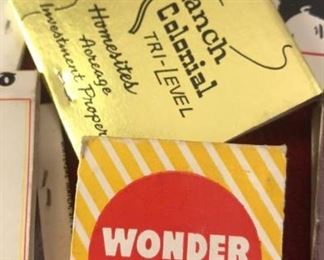 Ranch
Colonial
TRI-LEVEL
Homesites
Acreage
Investment Proper
WONDER